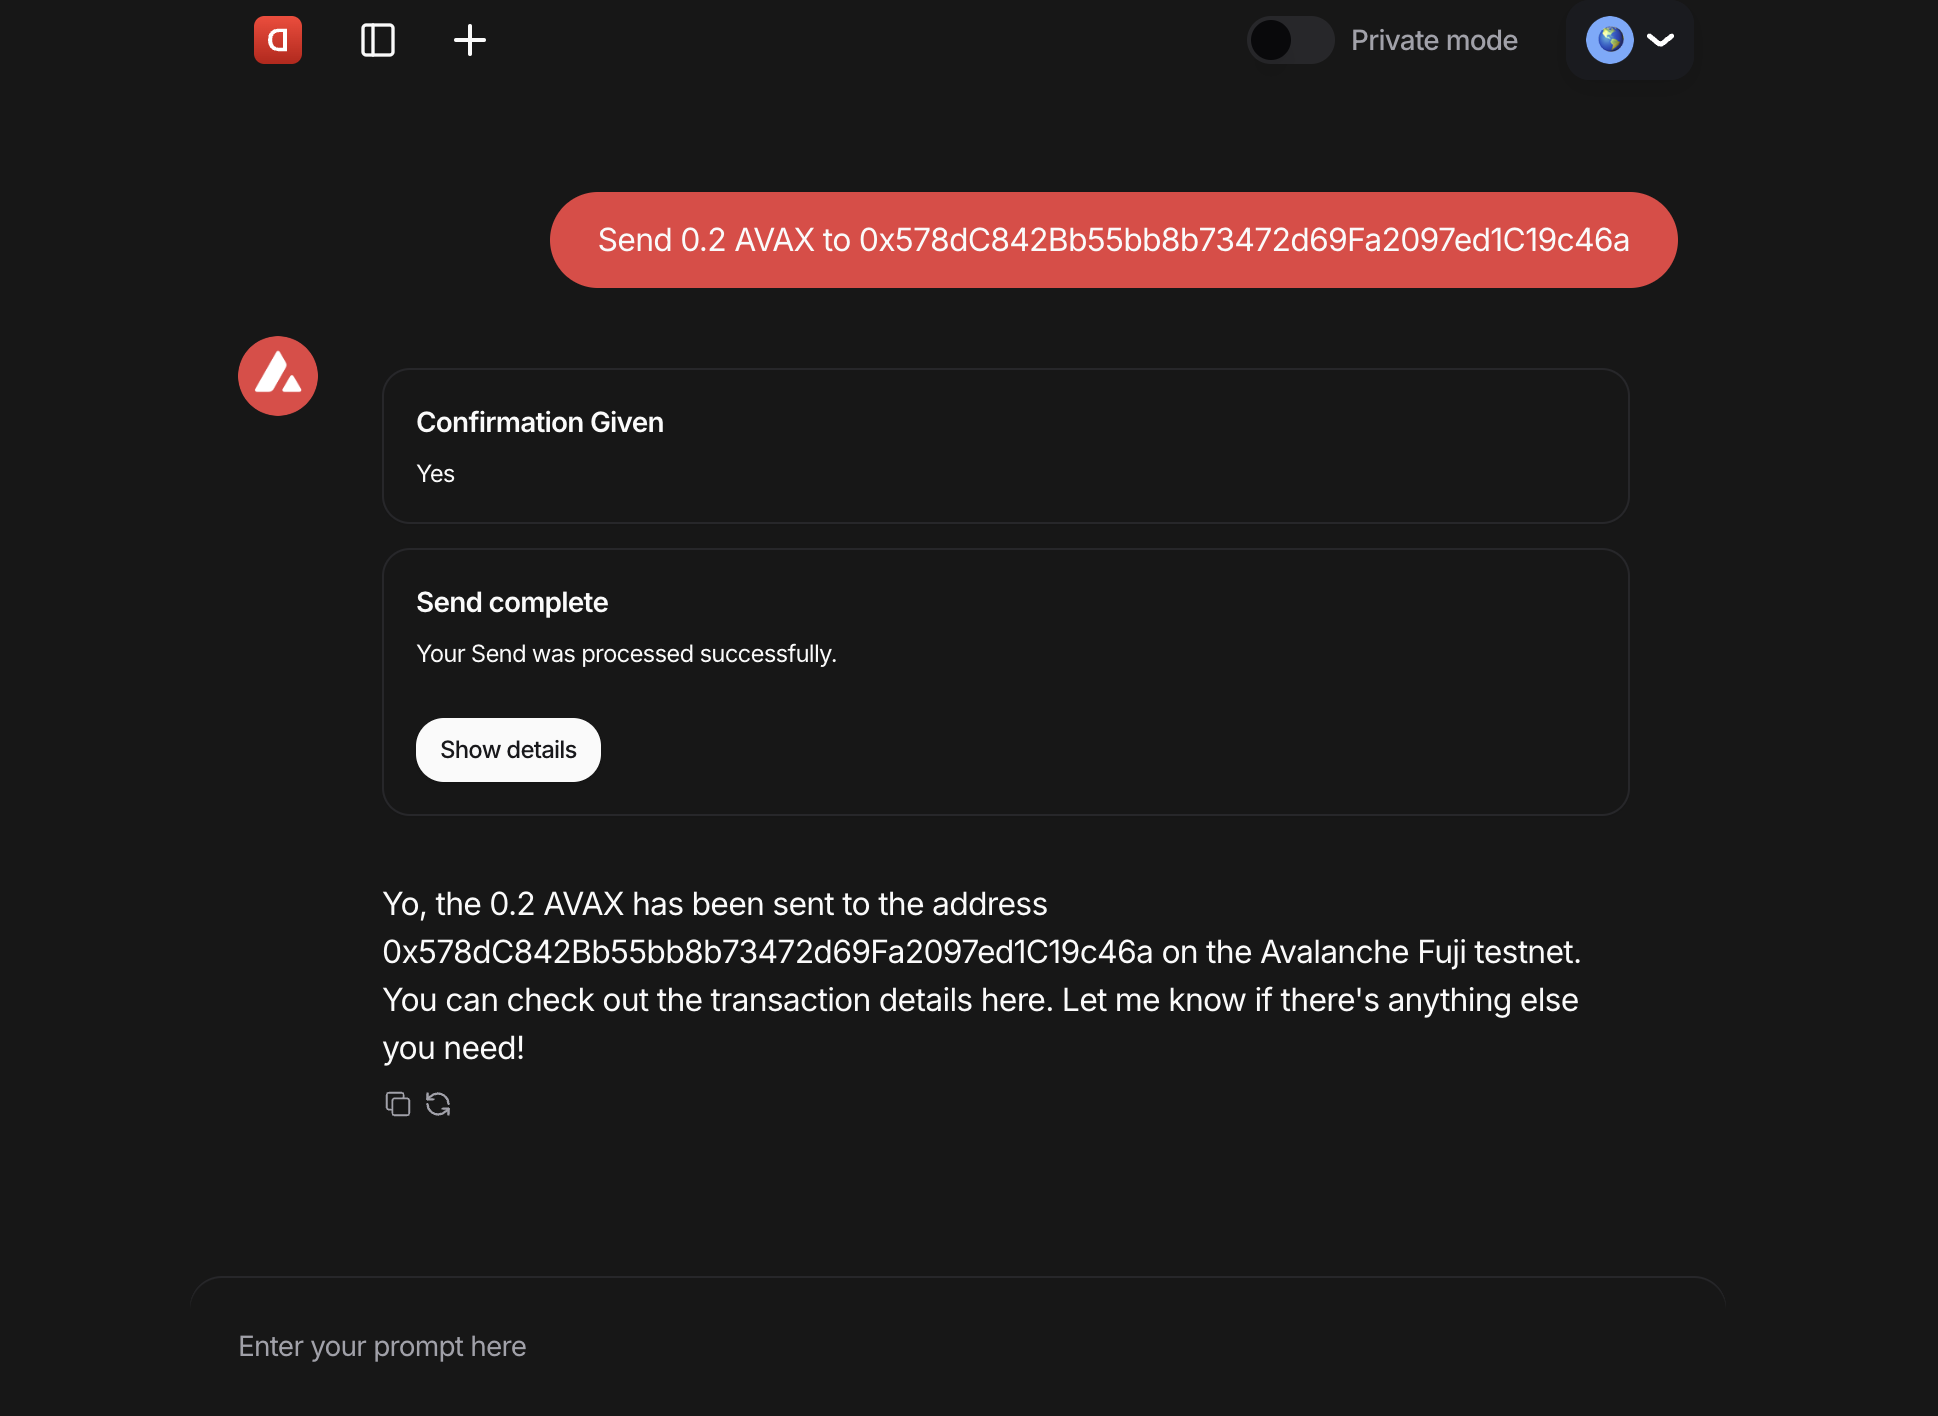 Private mode
Send 0.2 AVAX to 0x578dC842Bb55bb8b73472d69Fa2097ed1C19c46a
Confirmation Given
Yes
Send complete
Your Send was processed successfully.
Show details
Yo, the 0.2 AVAX has been sent to the address
0x578dC842Bb55bb8b73472d69Fa2097ed1C19c46a on the Avalanche Fuji testnet.
You can check out the transaction details here. Let me know if there's anything else
you need!
Enter your prompt here